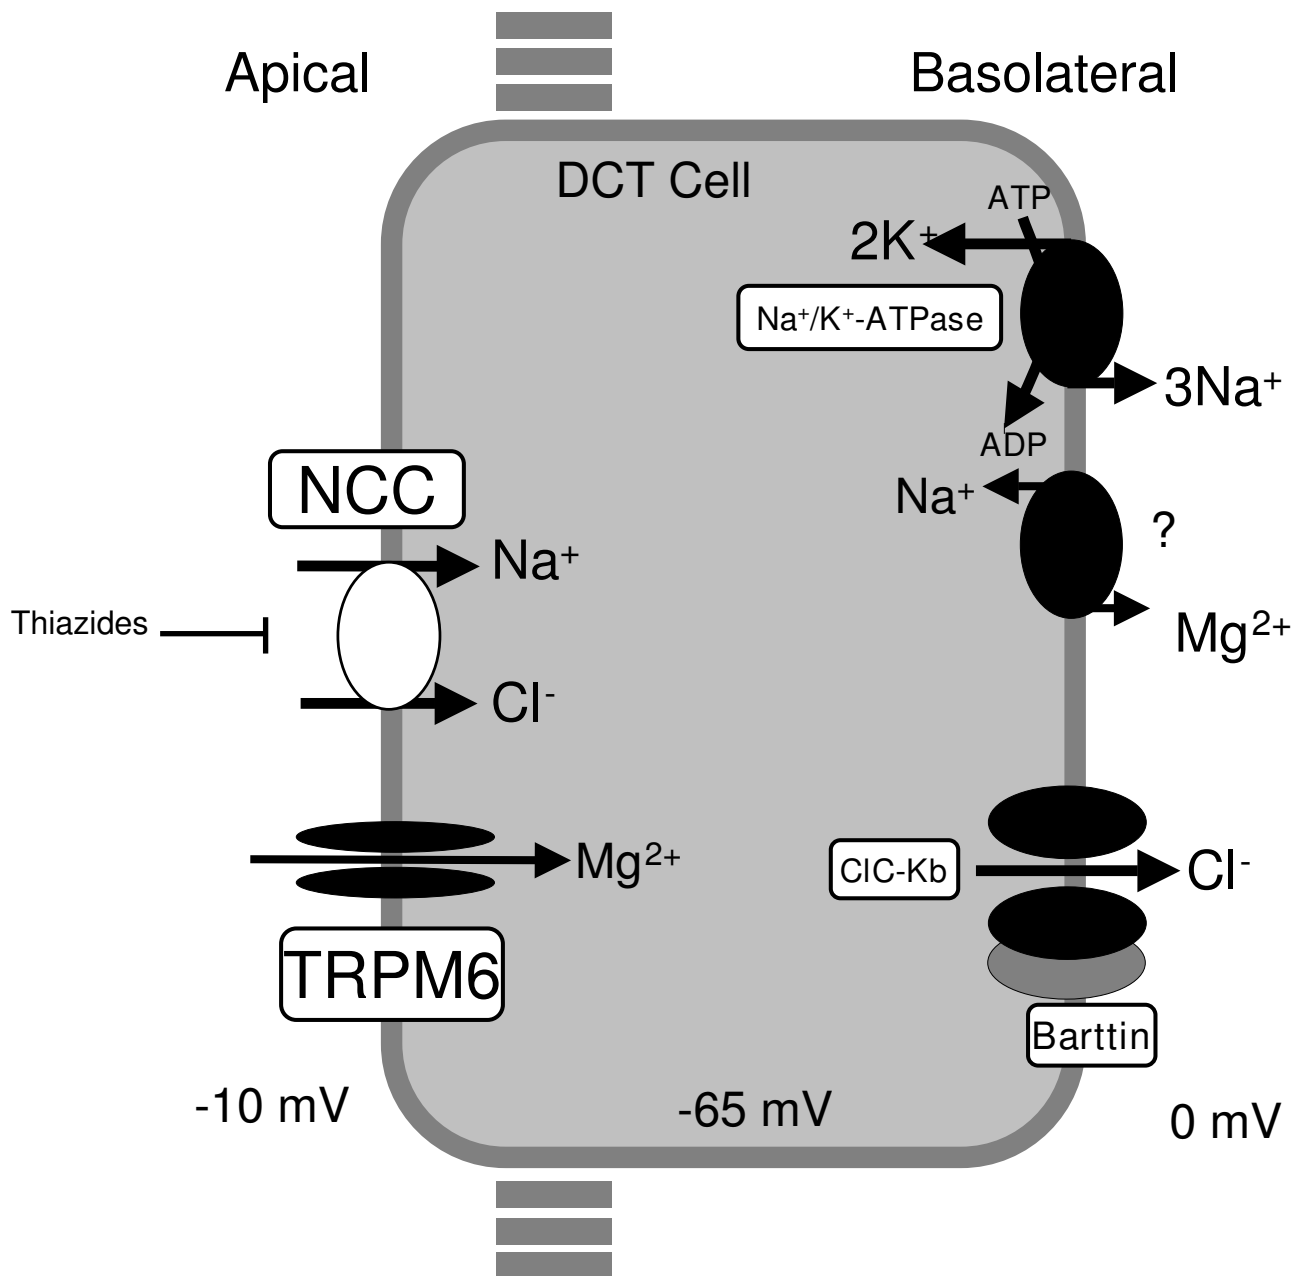 Apical
Basolateral
DCT Cell
ATP
2K⁺
Na⁺/K⁺-ATPase
3Na⁺
ADP
Na⁺
?
Mg²⁺
NCC
Na⁺
Thiazides
Cl⁻
Mg²⁺
TRPM6
ClC-Kb
Cl⁻
Barttin
-10 mV
-65 mV
0 mV